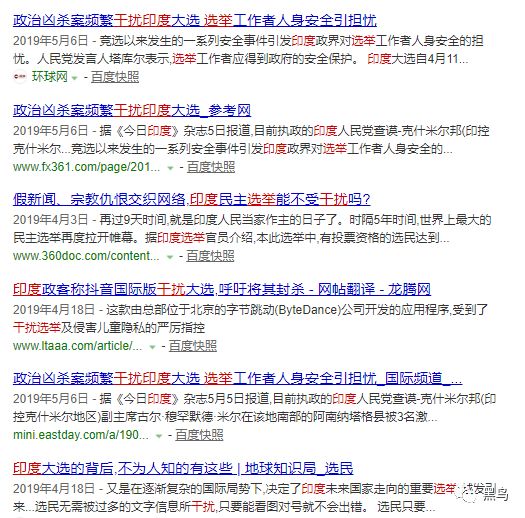 政治凶杀案频繁干扰印度大选 选举工作者人身安全引担忧
2019年5月6日 - 竞选以来发生的一系列安全事件引发印度政界对选举工作者人身安全的担
忧。人民党发言人塔库尔表示,选举工作者应得到政府的安全保护。 印度大选自4月11...
环球网 - 百度快照
政治凶杀案频繁干扰印度大选_参考网
2019年5月6日 - 据《今日印度》杂志5日报道,目前执政的印度人民党查谟-克什米尔邦(印控
克什米尔...竞选以来发生的一系列安全事件引发印度政界对选举工作者人身安全的...
www.fx361.com/page/201... - 百度快照
假新闻、宗教仇恨交织网络,印度民主选举能不受干扰吗?
2019年4月3日 - 再过9天时间,就是印度人民当家作主的日子了。时隔5年时间,世界上最大的
民主选举再度拉开帷幕。据印度选举官员介绍,本此选举中,有投票资格的选民达到...
www.360doc.com/content... - 百度快照
印度政客称抖音国际版干扰大选,呼吁将其封杀 - 网帖翻译 - 龙腾网
2019年4月18日 - 这款由总部位于北京的字节跳动(ByteDance)公司开发的应用程序,受到了
干扰选举及侵害儿童隐私的严厉指控
www.ltaaa.com/article/... - 百度快照
政治凶杀案频繁干扰印度大选 选举工作者人身安全引担忧_国际频道_...
2019年5月6日 - 据《今日印度》杂志5月5日报道,目前执政的印度人民党查谟-克什米尔邦(印
控克什米尔地区)副主席古尔·穆罕默德·米尔在该地南部的阿南纳塔格县被3名激...
mini.eastday.com/a/190... - 百度快照
印度大选的背后,不为人知的有这些 | 地球知识局_选民
2019年4月18日 - 又是在逐渐复杂的国际局势下,决定了印度未来国家走向的重要选举被发引
来...选民无需被过多的文字信息所干扰,只要能看图对号就不会出错。 选民只要...
黑鸟